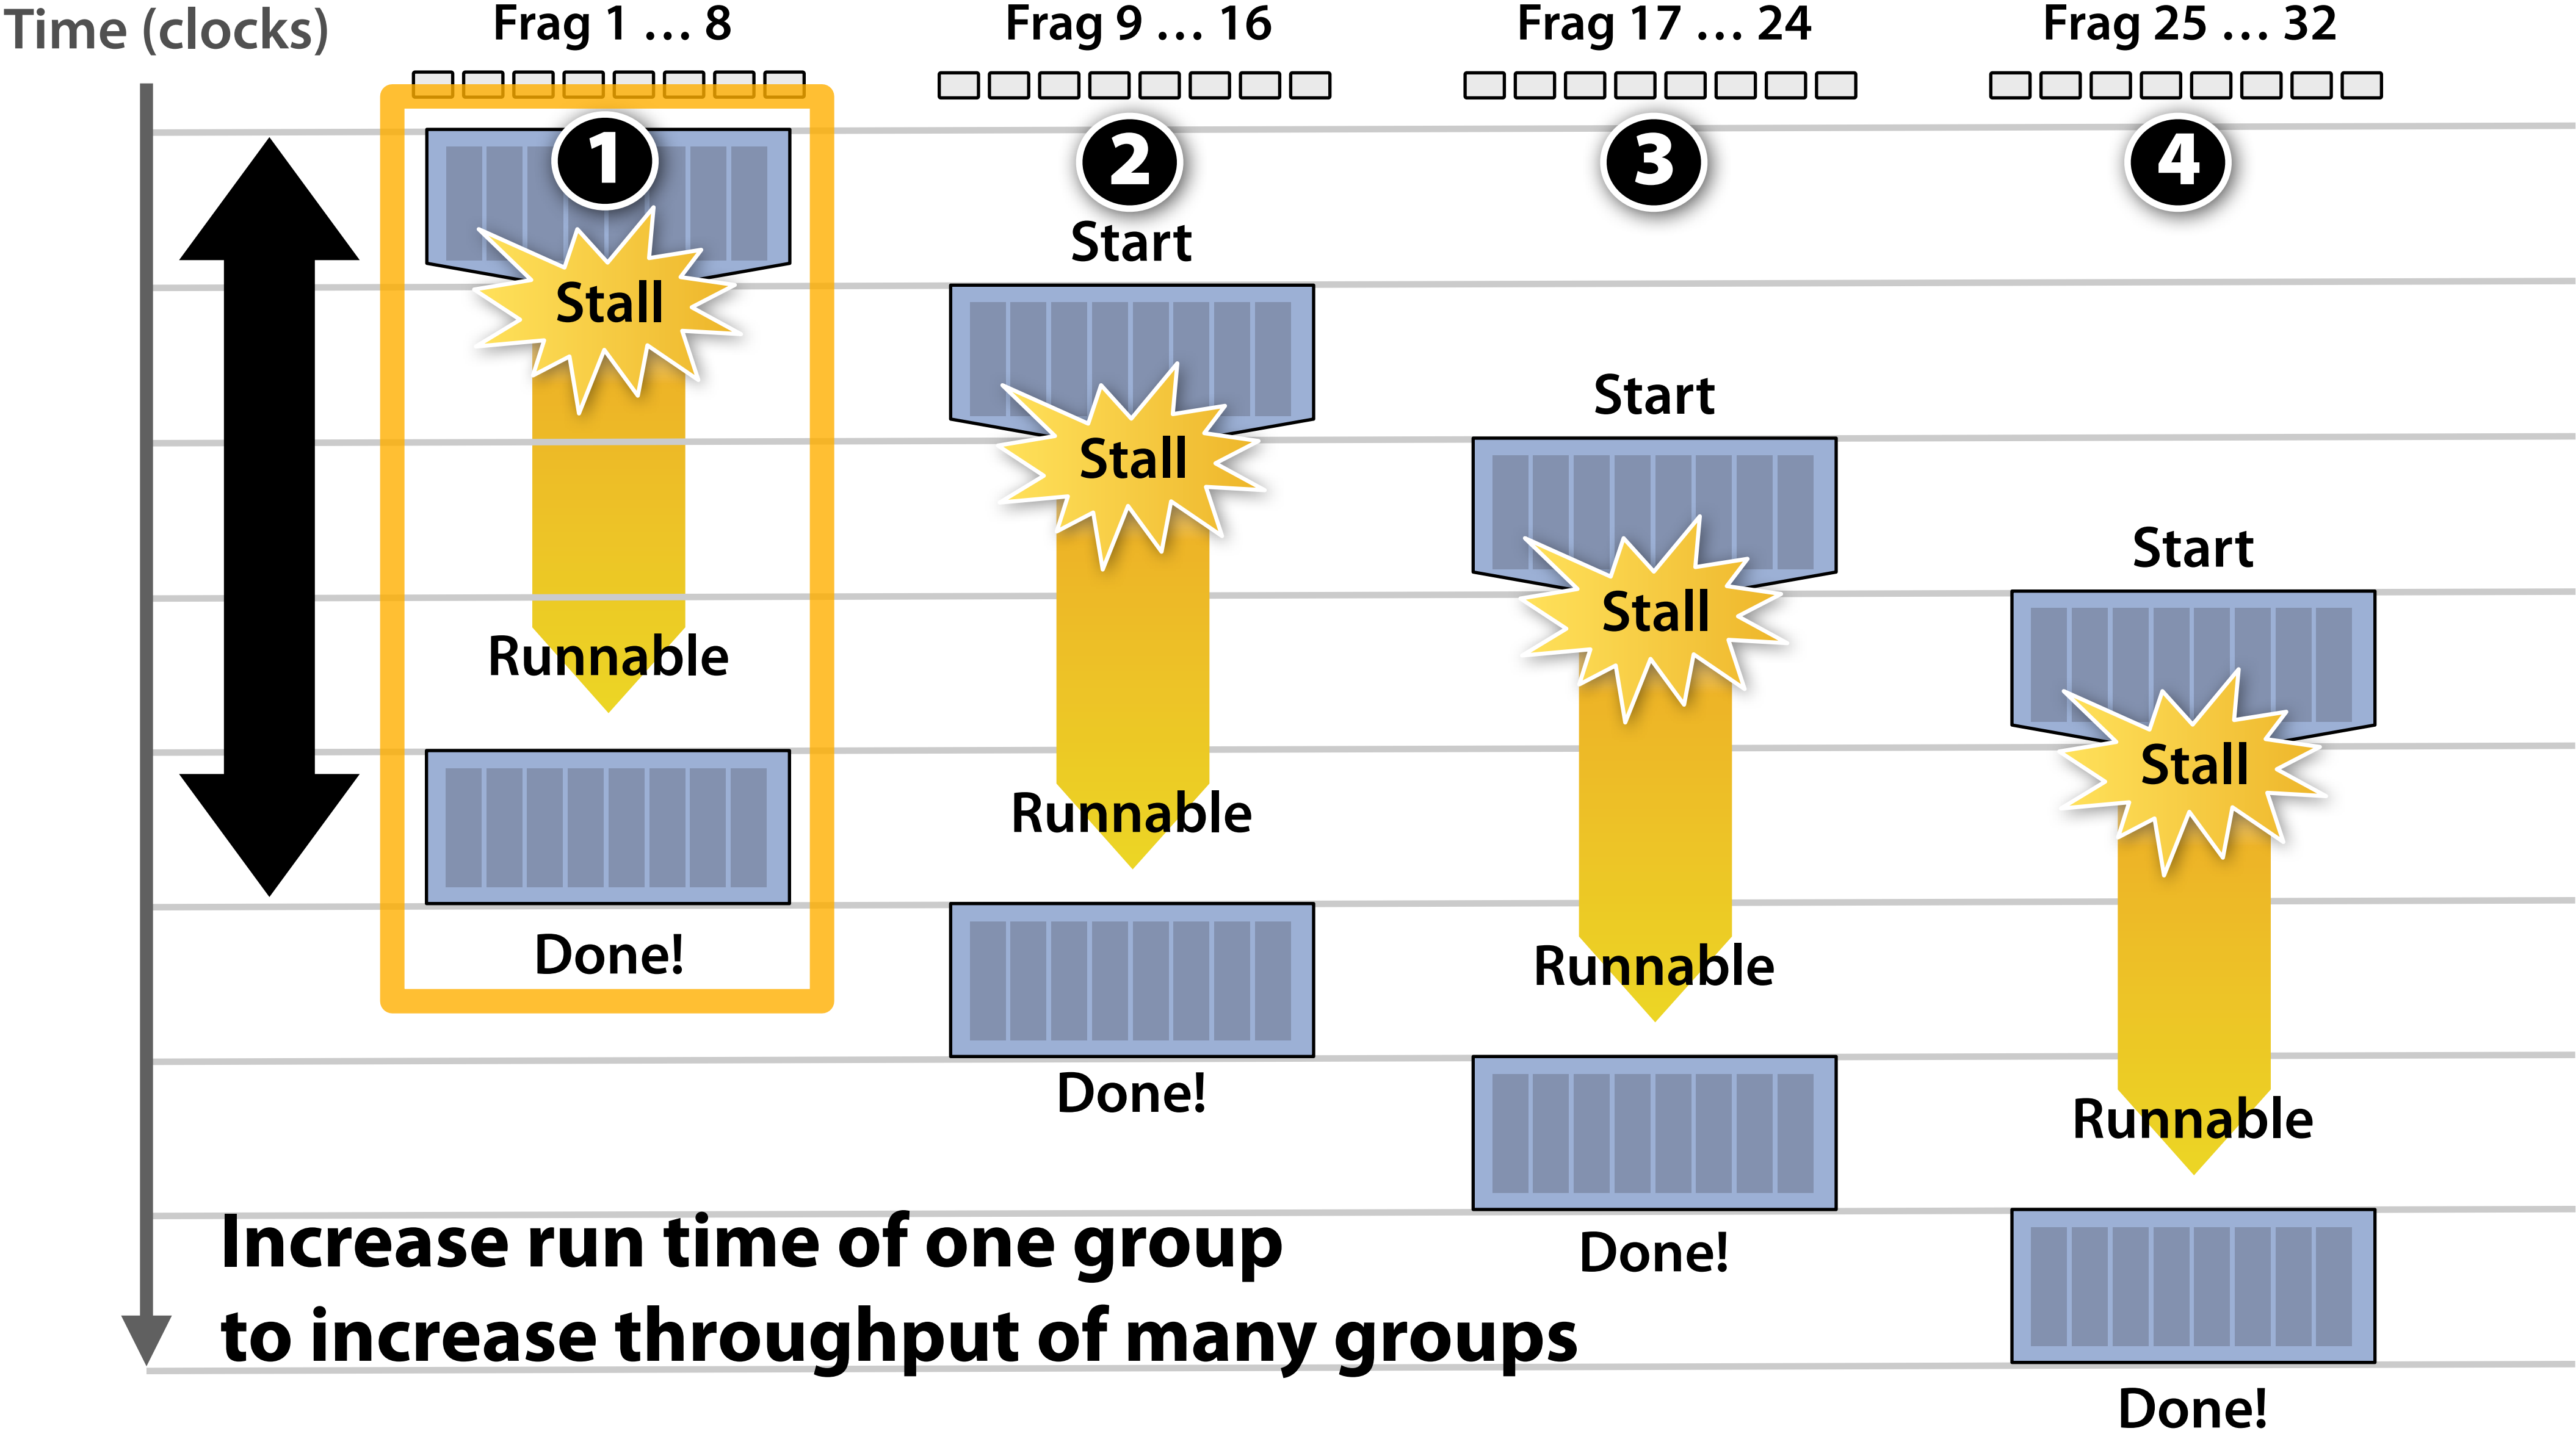 Time (clocks)
Frag 1 … 8
Frag 9 … 16
Frag 17 … 24
Frag 25 … 32
1
2
3
4
Start
Stall
Start
Stall
Start
Stall
Runnable
Stall
Runnable
Done!
Runnable
Done!
Runnable
Increase run time of one group
to increase throughput of many groups
Done!
Done!